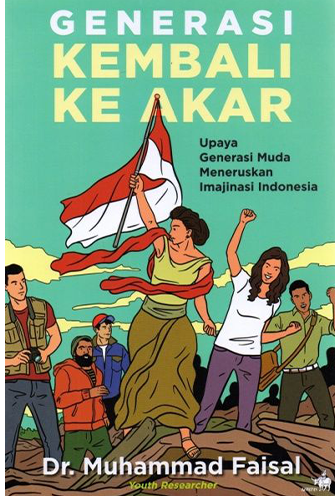 GENERASI
KEMBALI
KE AKAR
Upaya
Generasi Muda
Meneruskan
Imajinasi Indonesia
Dr. Muhammad Faisal
Youth Researcher